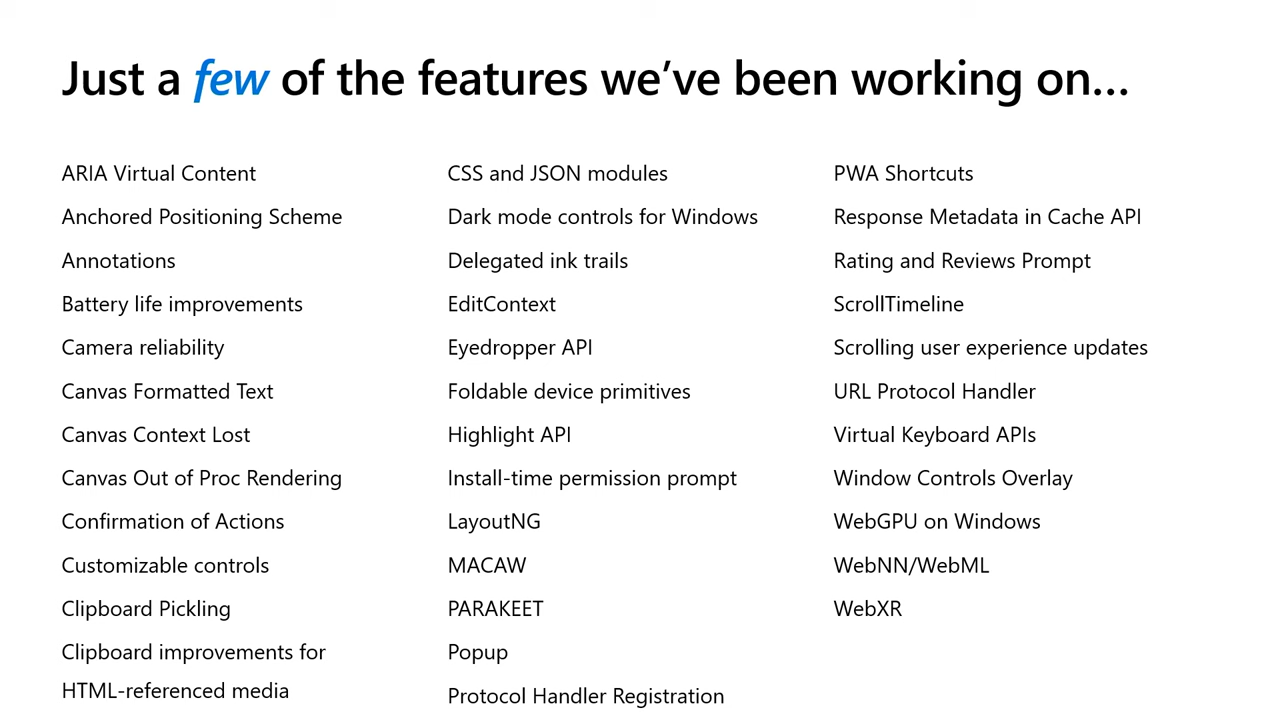 Just a few of the features we’ve been working on...
ARIA Virtual Content
Anchored Positioning Scheme
Annotations
Battery life improvements
Camera reliability
Canvas Formatted Text
Canvas Context Lost
Canvas Out of Proc Rendering
Confirmation of Actions
Customizable controls
Clipboard Pickling
Clipboard improvements for
HTML-referenced media
CSS and JSON modules
Dark mode controls for Windows
Delegated ink trails
EditContext
Eyedropper API
Foldable device primitives
Highlight API
Install-time permission prompt
LayoutNG
MACAW
PARAKEET
Popup
Protocol Handler Registration
PWA Shortcuts
Response Metadata in Cache API
Rating and Reviews Prompt
ScrollTimeline
Scrolling user experience updates
URL Protocol Handler
Virtual Keyboard APIs
Window Controls Overlay
WebGPU on Windows
WebNN/WebML
WebXR